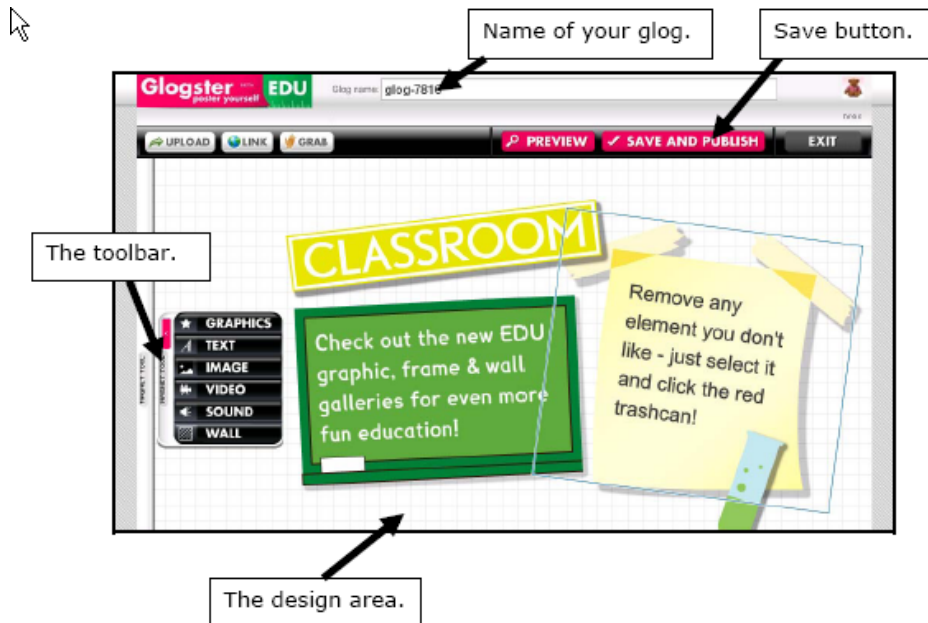 Name of your glog.
Save button.
Glogster EDU
poster yourself
Glog name: glog-7816
UPLOAD LINK GRAB PREVIEW SAVE AND PUBLISH EXIT
The toolbar.
CLASSROOM
GRAPHICS
TEXT
IMAGE
VIDEO
SOUND
WALL
Check out the new EDU
graphic, frame & wall
galleries for even more
fun education!
Remove any
element you don't
like - just select it
and click the red
trashcan!
The design area.